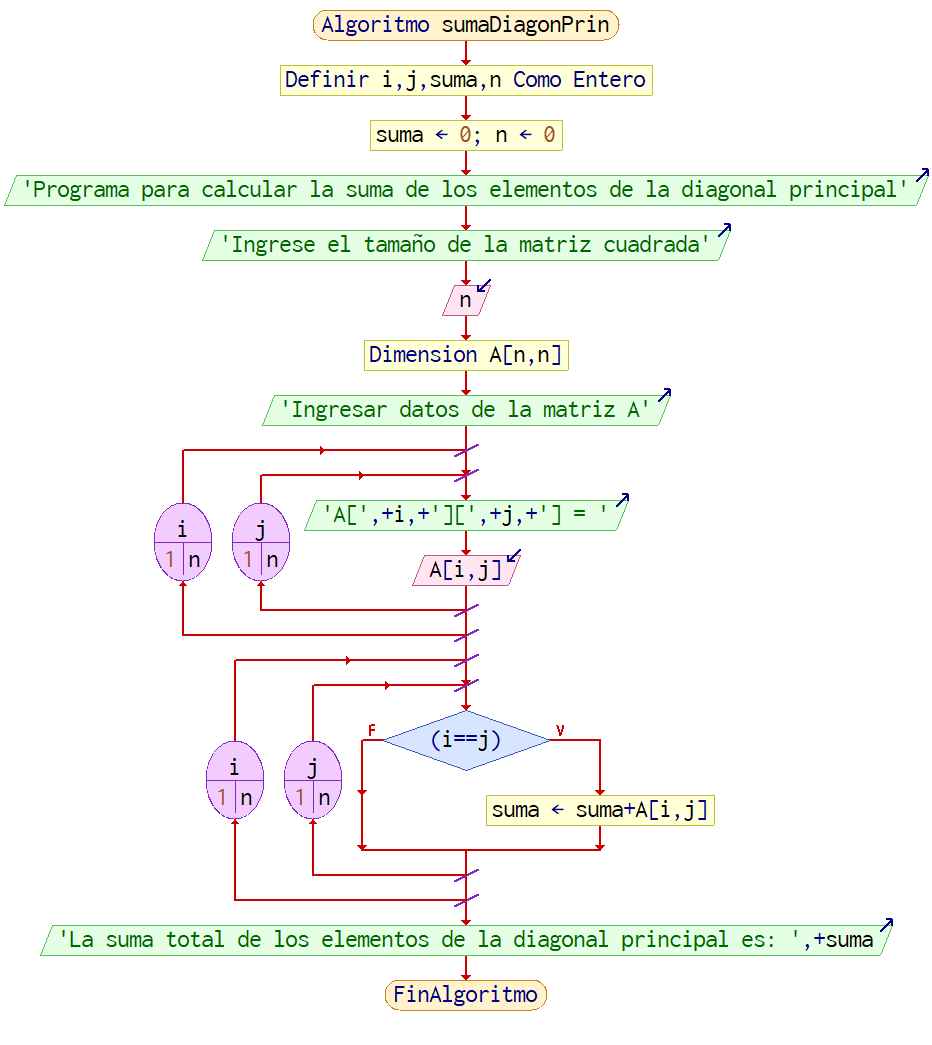 Algoritmo sumaDiagonPrin
Definir i,j,suma,n Como Entero
suma ← 0; n ← 0
'Programa para calcular la suma de los elementos de la diagonal principal'
'Ingrese el tamaño de la matriz cuadrada'
n
Dimension A[n,n]
'Ingresar datos de la matriz A'
i
1 n
j
1 n
'A[',+i,+'][',+j,+'] = '
A[i,j]
i
1 n
j
1 n
F
(i==j)
V
suma ← suma+A[i,j]
'La suma total de los elementos de la diagonal principal es: ',+suma
FinAlgoritmo